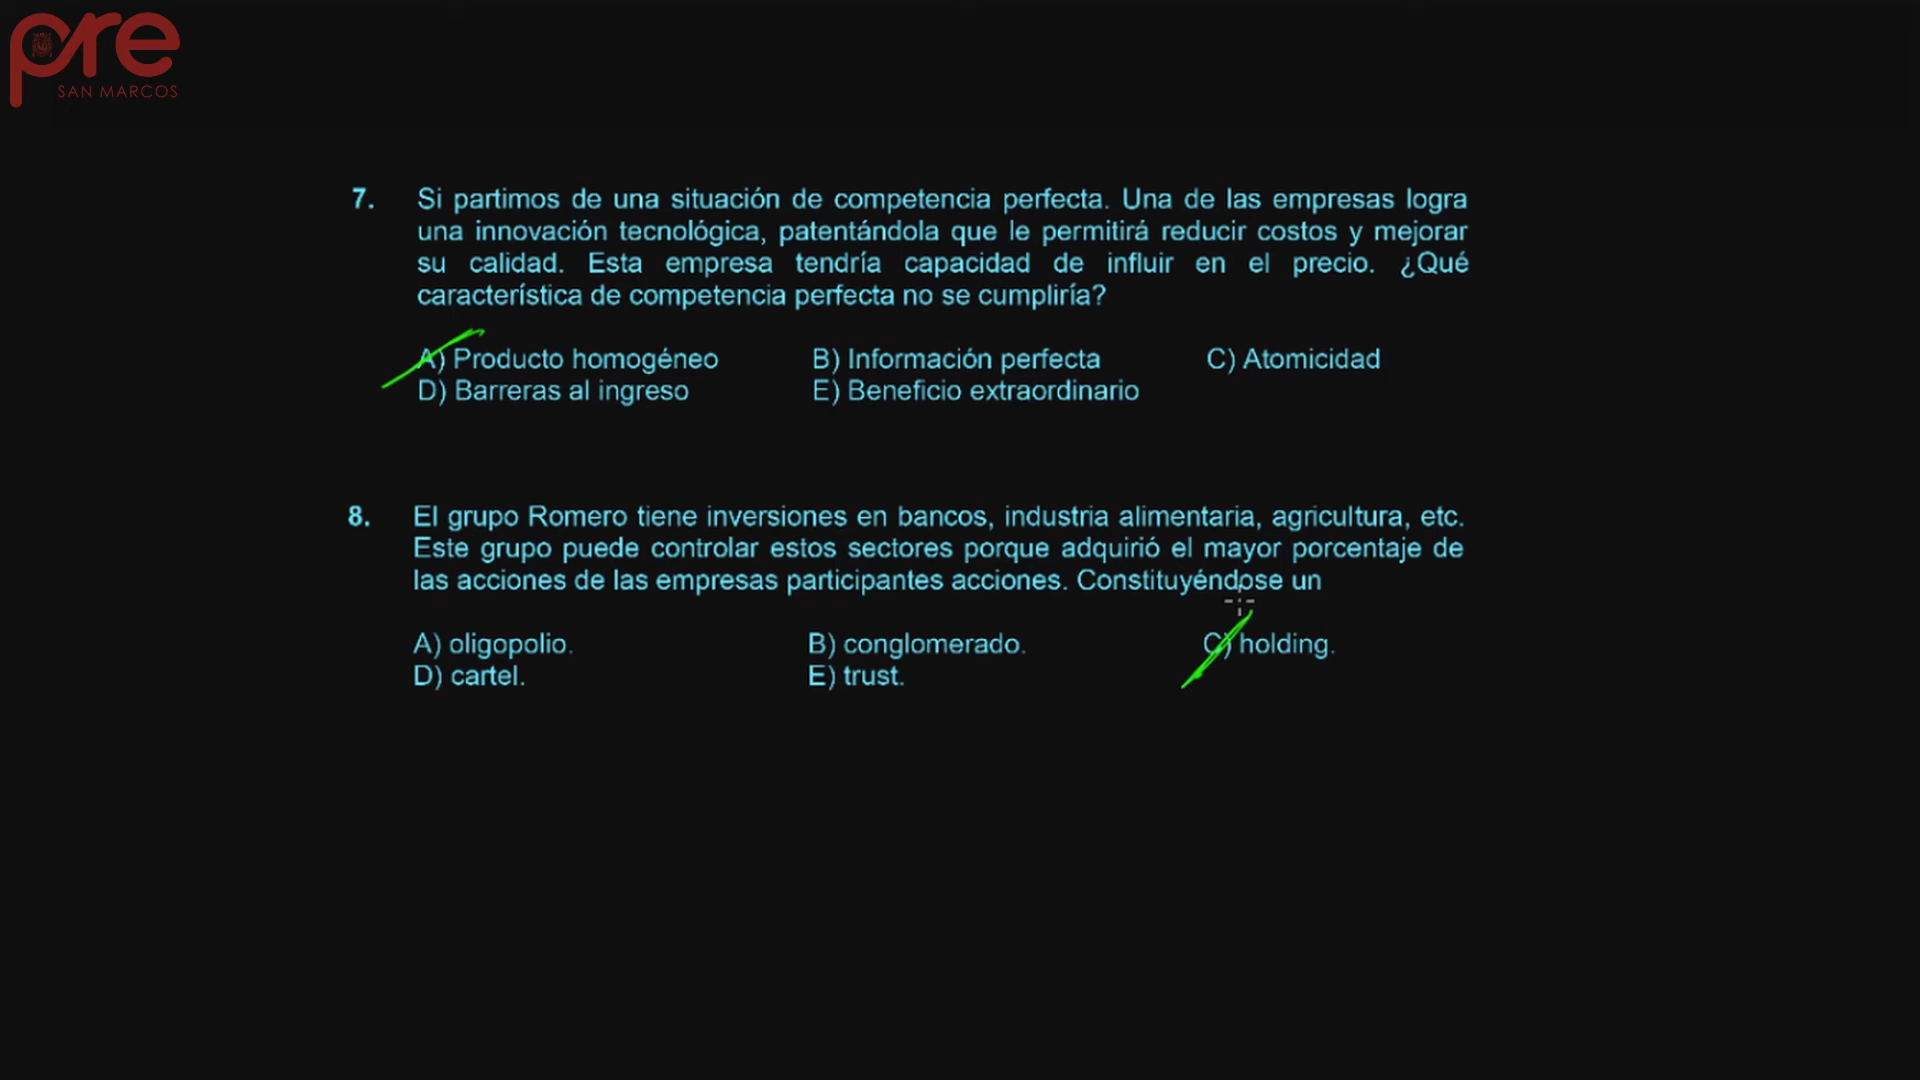 pre
SAN MARCOS
7. Si partimos de una situación de competencia perfecta. Una de las empresas logra
una innovación tecnológica, patentándola que le permitirá reducir costos y mejorar
su calidad. Esta empresa tendría capacidad de influir en el precio. ¿Qué
característica de competencia perfecta no se cumpliría?
A) Producto homogéneo B) Información perfecta C) Atomicidad
D) Barreras al ingreso E) Beneficio extraordinario
8. El grupo Romero tiene inversiones en bancos, industria alimentaria, agricultura, etc.
Este grupo puede controlar estos sectores porque adquirió el mayor porcentaje de
las acciones de las empresas participantes acciones. Constituyéndose un
A) oligopolio. B) conglomerado. C) holding.
D) cartel. E) trust.